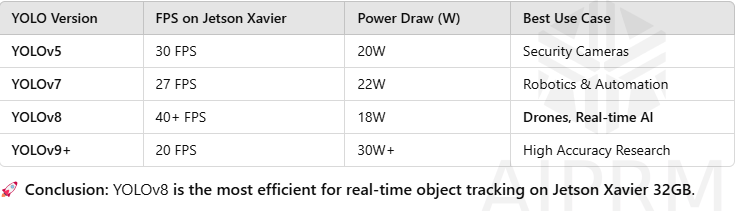 YOLO Version FPS on Jetson Xavier Power Draw (W) Best Use Case
YOLOv5 30 FPS 20W Security Cameras
YOLOv7 27 FPS 22W Robotics & Automation
YOLOv8 40+ FPS 18W Drones, Real-time AI
YOLOv9+ 20 FPS 30W+ High Accuracy Research
🚀 Conclusion: YOLOv8 is the most efficient for real-time object tracking on Jetson Xavier 32GB.
AIPRM